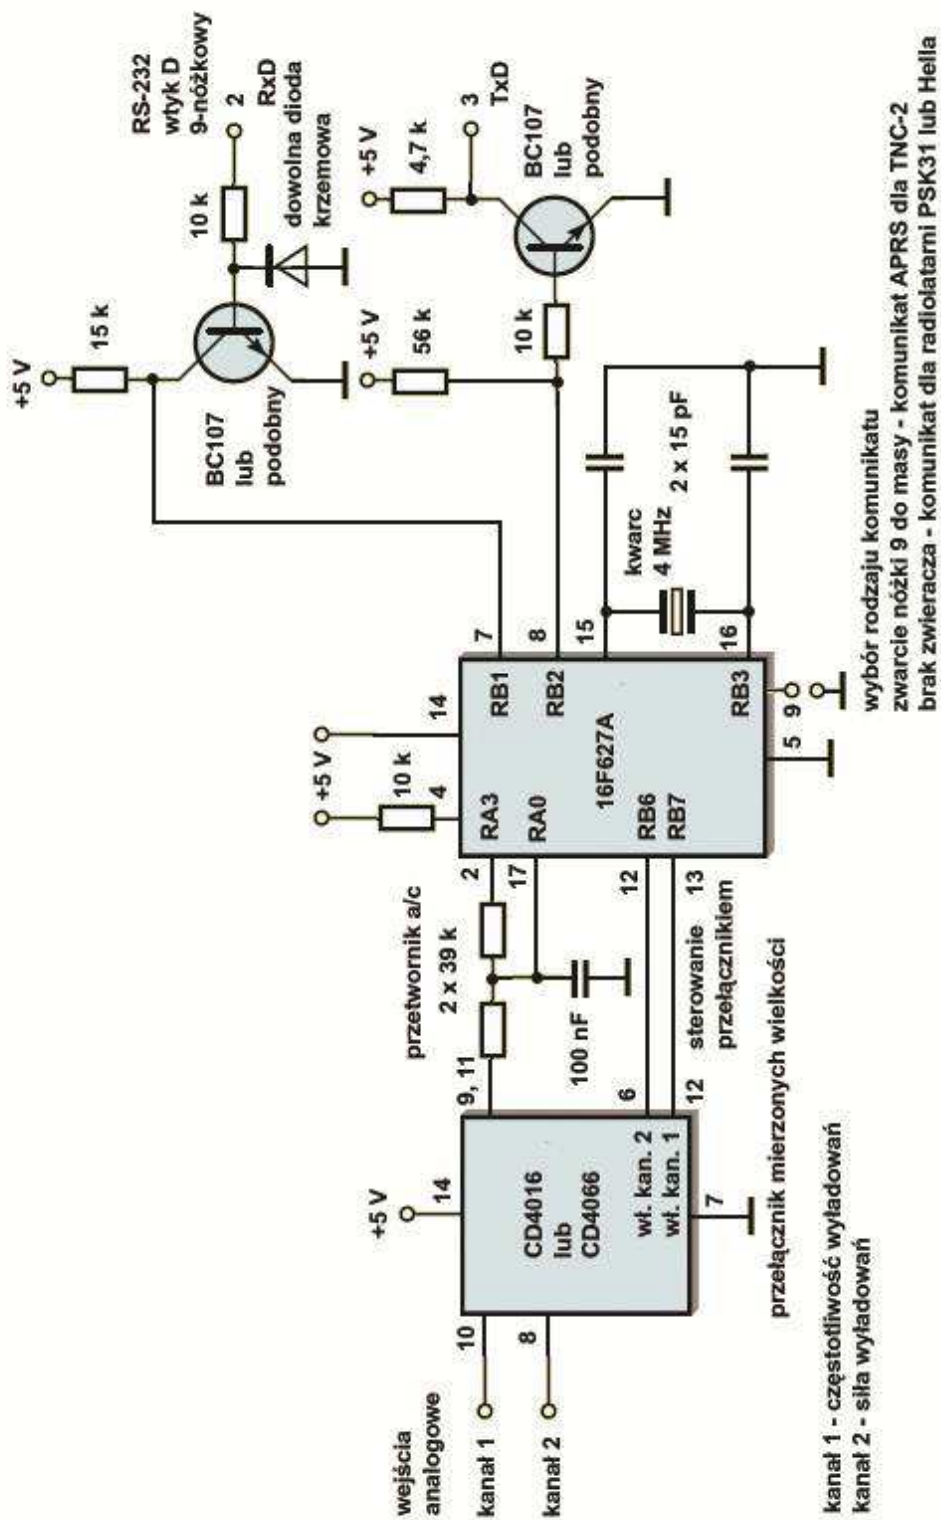 RS-232
wtyk D
9-nóżkowy
2
RxD
10 k
dowolna dioda
krzemowa
+5 V
15 k
BC107
lub
podobny
+5 V
4,7 k
3
TxD
BC107
lub
podobny
+5 V
56 k
10 k
2 x 15 pF
kwarc
4 MHz
7
8
15
16
RB1
RB2
RB3
+5 V
10 k
14
4
RA3
RA0
16F627A
RB6
RB7
9
5
2
17
12
13
przetwornik a/c
2 x 39 k
100 nF
sterowanie
przełącznikiem
9, 11
6
12
+5 V
14
CD4016
lub
CD4066
wł. kan. 2
wł. kan. 1
7
przełącznik mierzonych wielkości
10
8
wejścia
analogowe
kanał 1
kanał 2
kanał 1 - częstotliwość wyładowań
kanał 2 - siła wyładowań
wybór rodzaju komunikatu
zwarcie nóżki 9 do masy - komunikat APRS dla TNC-2
brak zwieracza - komunikat dla radiolatarni PSK31 lub Hella